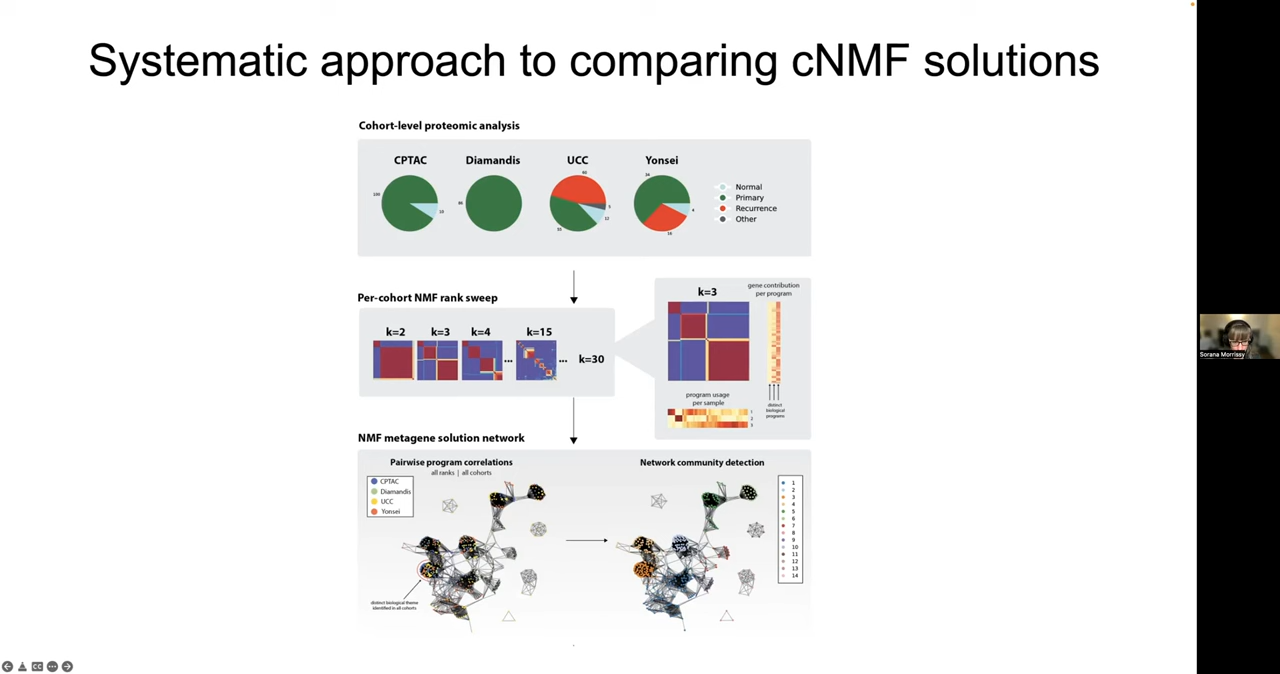 Systematic approach to comparing cNMF solutions
Cohort-level proteomic analysis
CPTAC
Diamandis
UCC
Yonsei
Normal
Primary
Recurrence
Other
Per-cohort NMF rank sweep
k=2
k=3
k=4
...
k=15
...
k=30
k=3
gene contribution
per program
program usage
per sample
1
2
3
distinct
biological
programs
NMF metagene solution network
Pairwise program correlations
all ranks | all cohorts
CPTAC
Diamandis
UCC
Yonsei
distinct biological theme
identified in all cohorts
Network community detection
1
2
3
4
5
6
7
8
9
10
11
12
13
14
CC
Sorana Morrissy